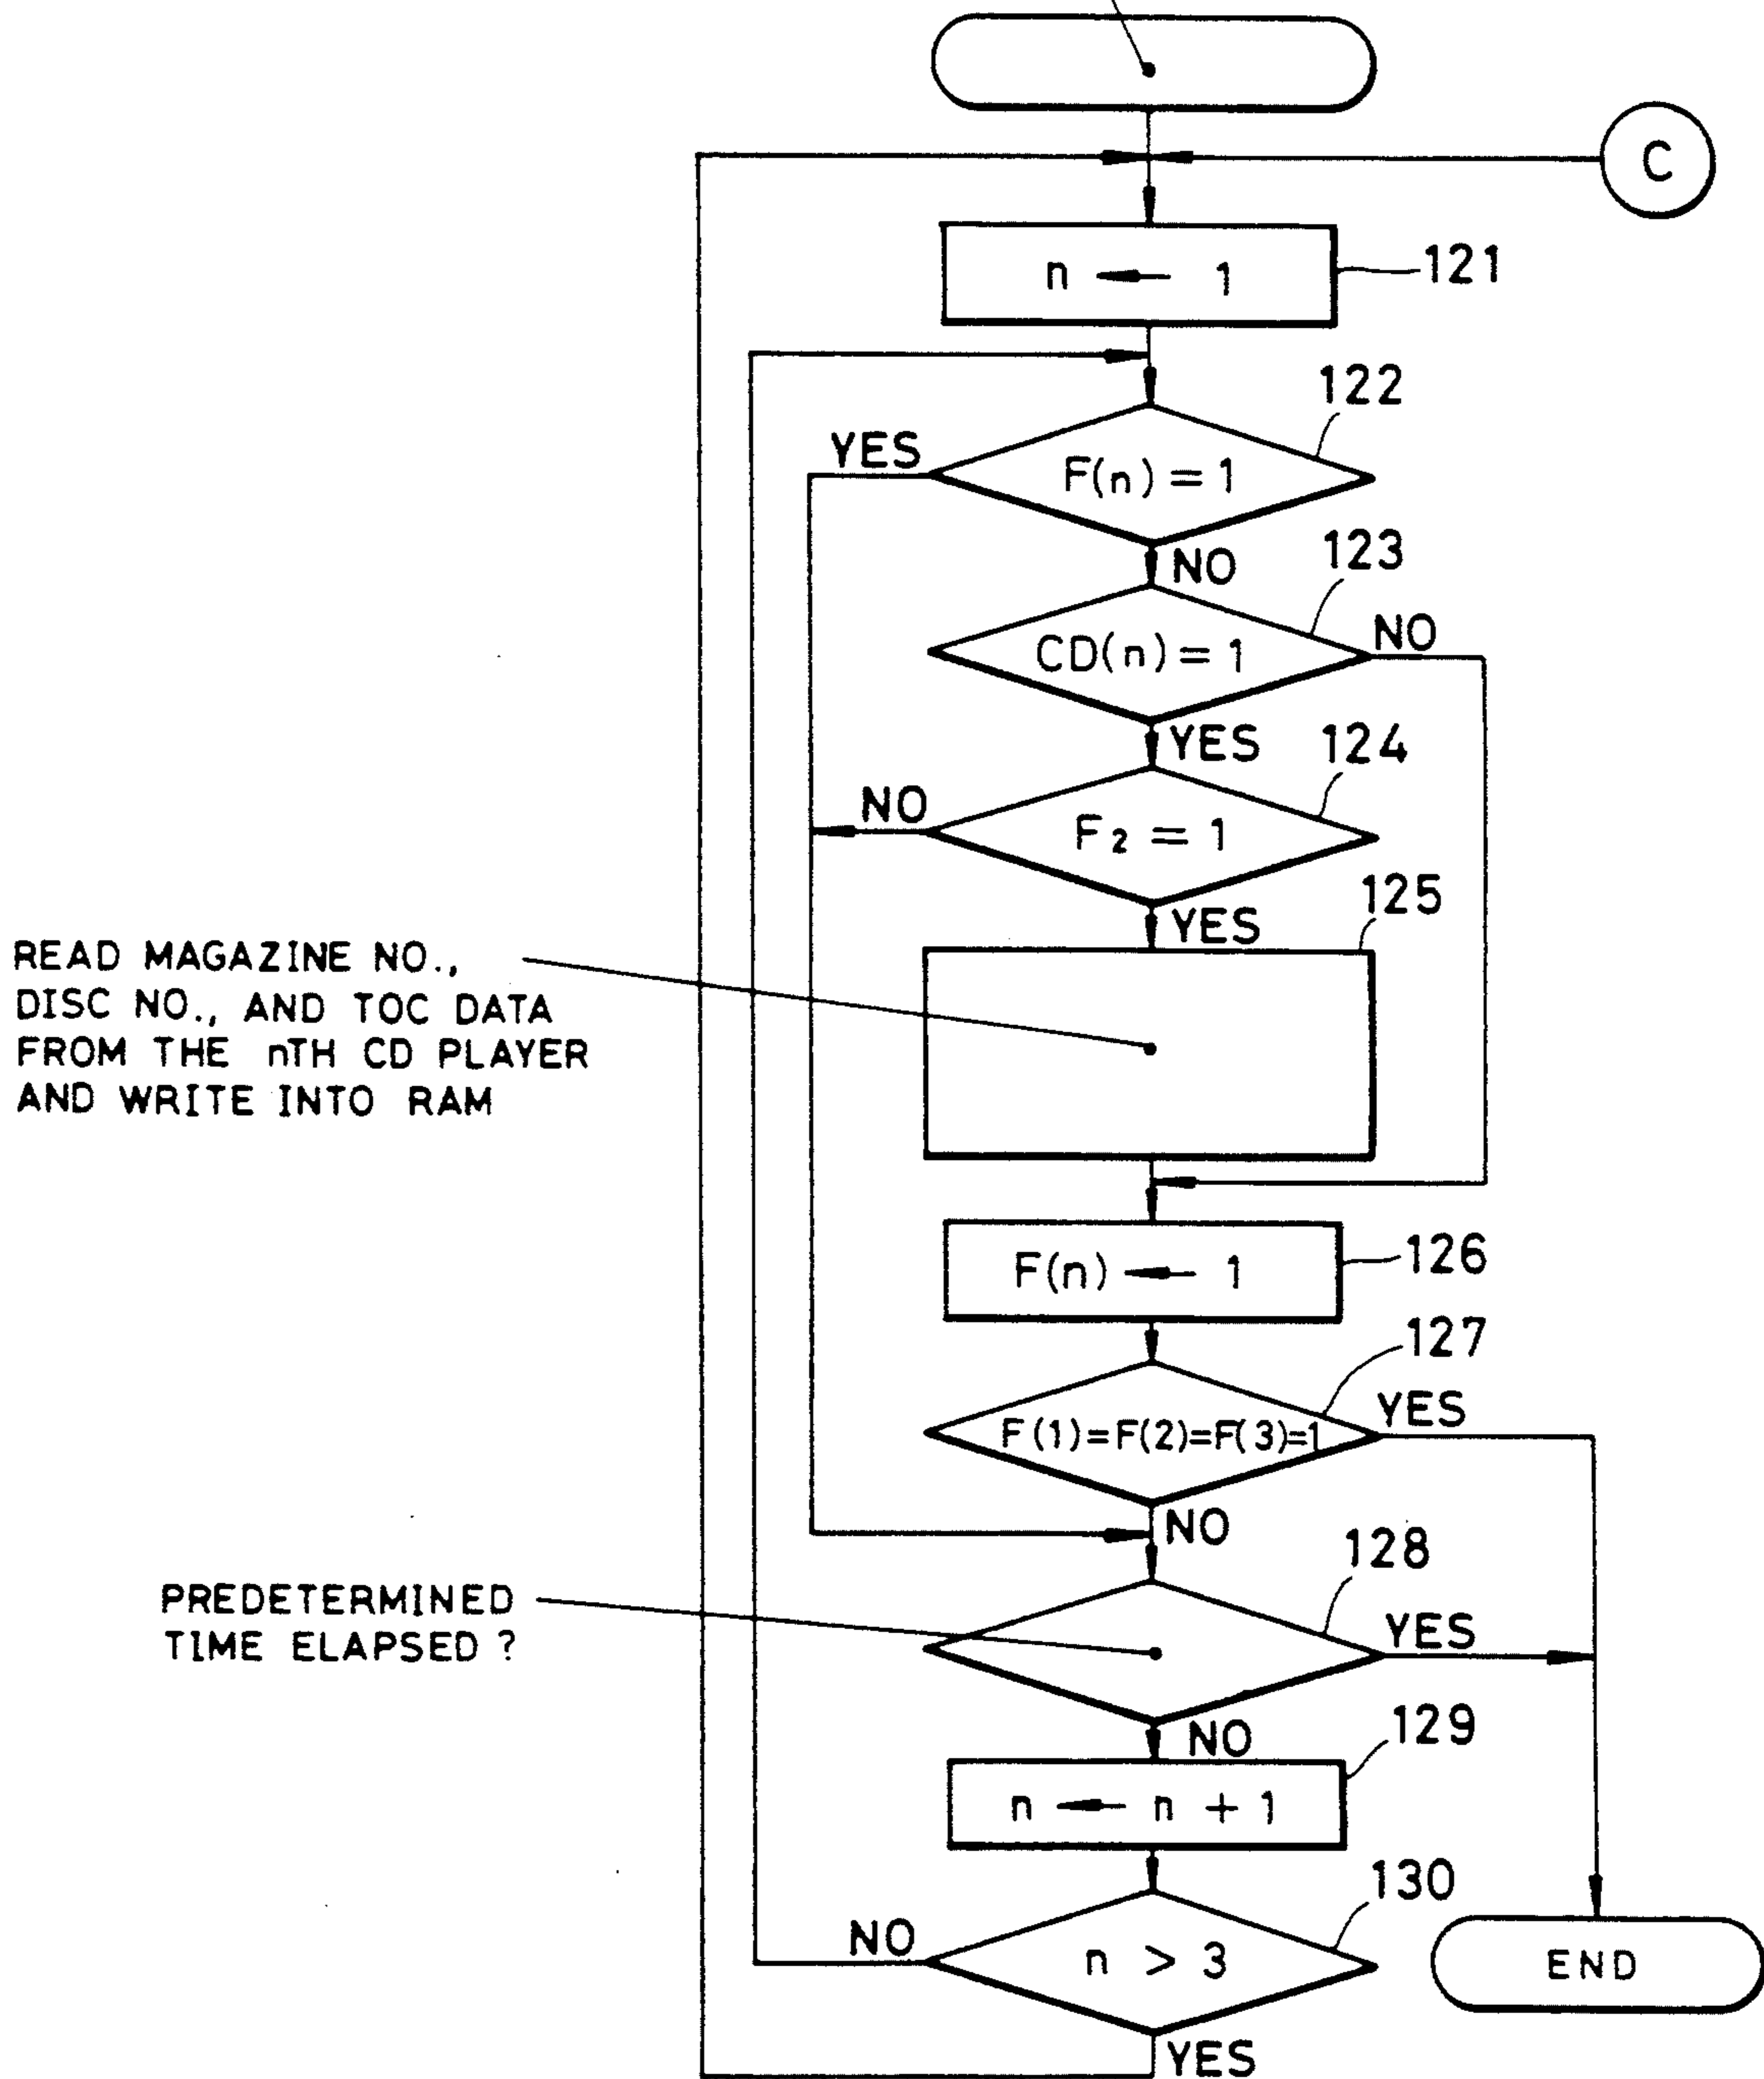 C
n ← 1
121
122
YES
F(n) = 1
NO
123
CD(n) = 1
NO
YES
124
NO
F2 = 1
YES
125
READ MAGAZINE NO.,
DISC NO., AND TOC DATA
FROM THE nTH CD PLAYER
AND WRITE INTO RAM
F(n) ← 1
126
127
F(1)=F(2)=F(3)=1
YES
NO
128
PREDETERMINED
TIME ELAPSED ?
YES
NO
129
n ← n + 1
130
NO
n > 3
END
YES